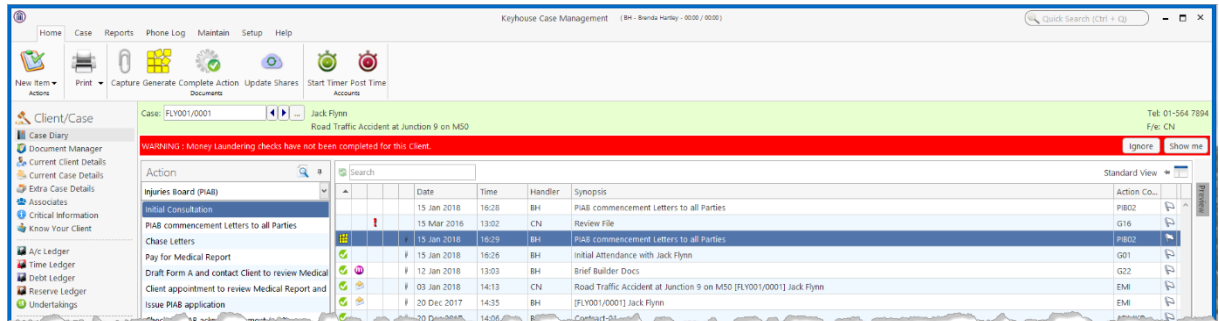 Keyhouse Case Management (BH - Brenda Hartley - 00:00 / 00:00)
Quick Search (Ctrl + Q)
Home Case Reports Phone Log Maintain Setup Help
New Item Print Capture Generate Complete Action Update Shares Start Timer Post Time
Actions Documents Accounts
Client/Case
Case Diary
Document Manager
Current Client Details
Current Case Details
Extra Case Details
Associates
Critical Information
Know Your Client
A/c Ledger
Time Ledger
Debt Ledger
Reserve Ledger
Undertakings
Case: FLY001/0001 ... Jack Flynn Tel: 01-564 7894
Road Traffic Accident at Junction 9 on M50 F/e: CN
WARNING : Money Laundering checks have not been completed for this Client. Ignore Show me
Action
Injuries Board (PIAB)
Initial Consultation
PIAB commencement Letters to all Parties
Chase Letters
Pay for Medical Report
Draft Form A and contact Client to review Medical
Client appointment to review Medical Report and
Issue PIAB application
Search Standard View
Date Time Handler Synopsis Action Co...
15 Jan 2018 16:28 BH PIAB commencement Letters to all Parties PIB02
15 Mar 2016 13:02 CN Review File G16
15 Jan 2018 16:29 BH PIAB commencement Letters to all Parties PIB02
15 Jan 2018 16:26 BH Initial Attendance with Jack Flynn G01
12 Jan 2018 13:03 BH Brief Builder Docs G22
03 Jan 2018 14:13 CN Road Traffic Accident at Junction 9 on M50 [FLY001/0001] Jack Flynn EMI
20 Dec 2017 14:35 BH [FLY001/0001] Jack Flynn EMI
20 Dec 14:06
Preview